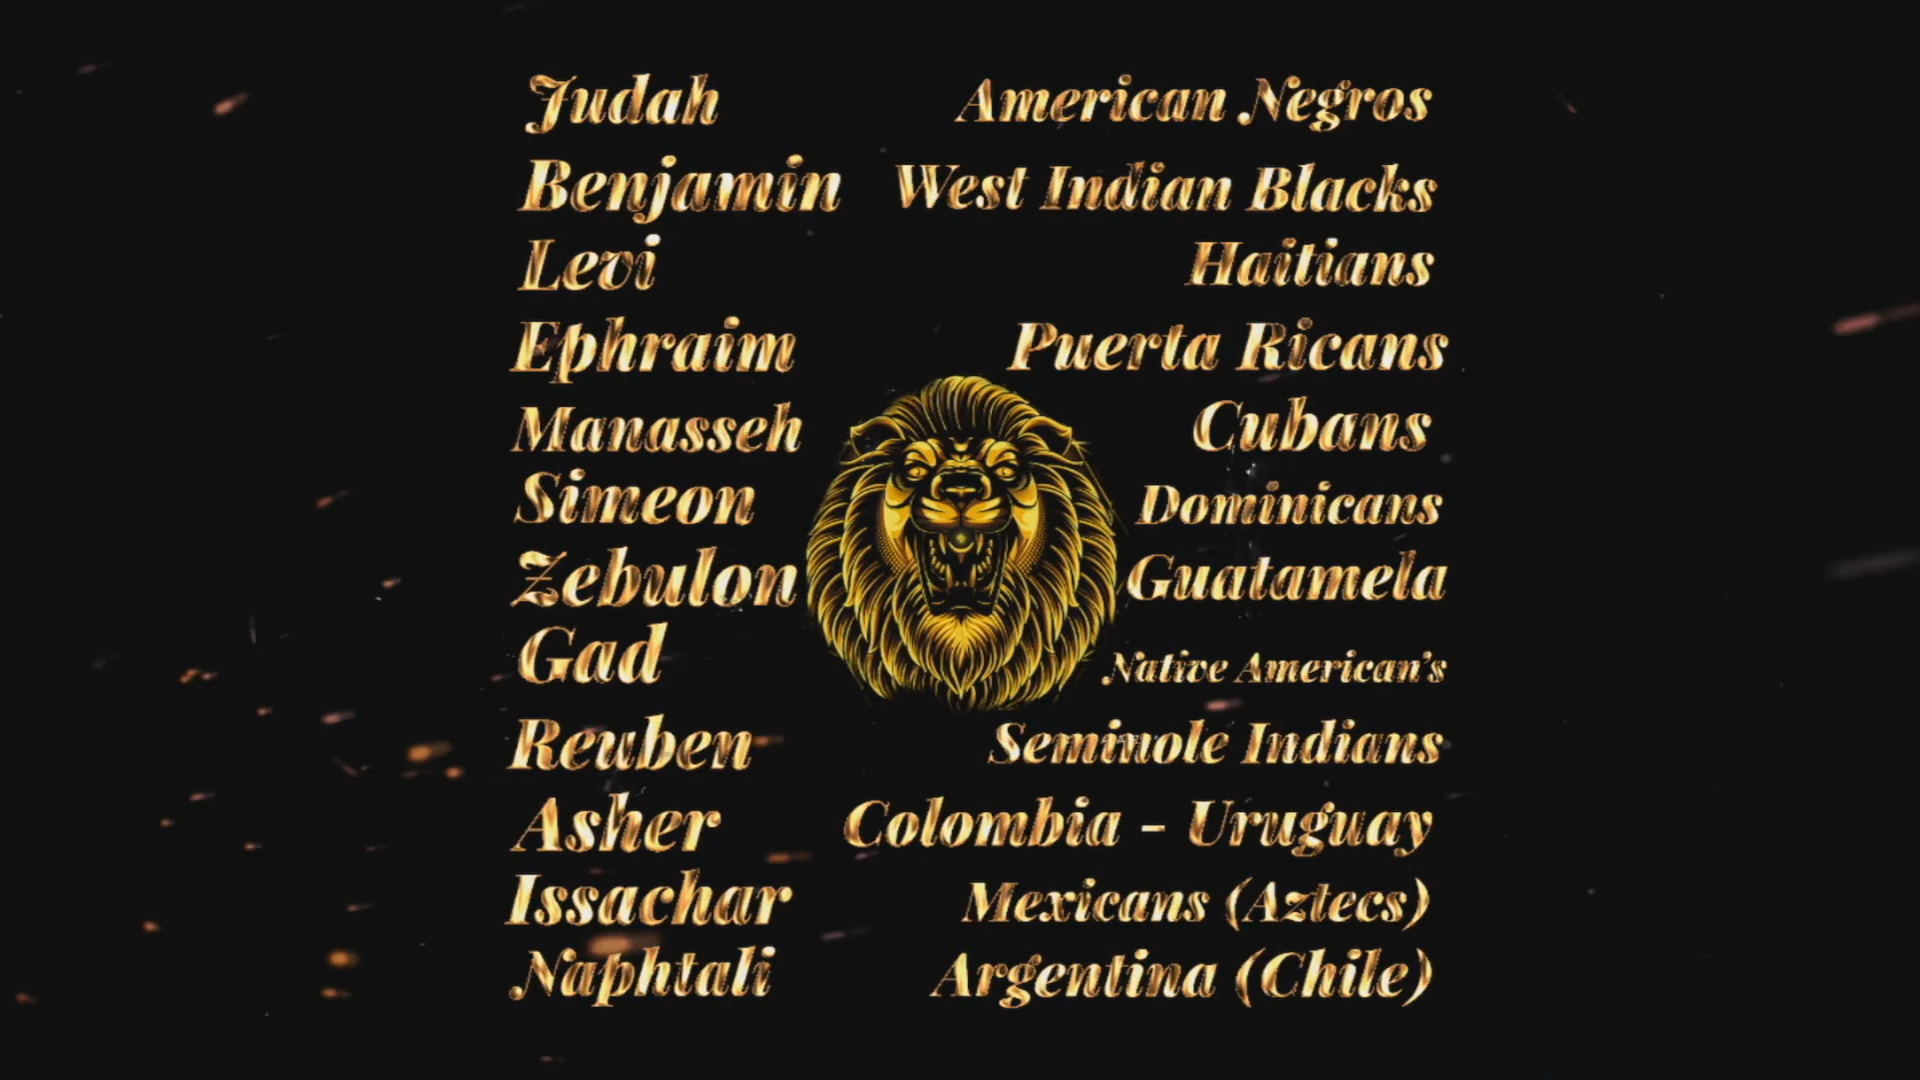 Judah American Negros
Benjamin West Indian Blacks
Levi Haitians
Ephraim Puerta Ricans
Manasseh Cubans
Simeon Dominicans
Zebulon Guatamela
Gad Native American's
Reuben Seminole Indians
Asher Colombia - Uruguay
Issachar Mexicans (Aztecs)
Naphtali Argentina (Chile)